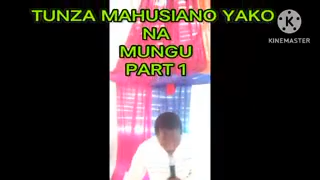 TUNZA MAHUSIANO YAKO
NA
MUNGU
PART 1
KINEMASTER